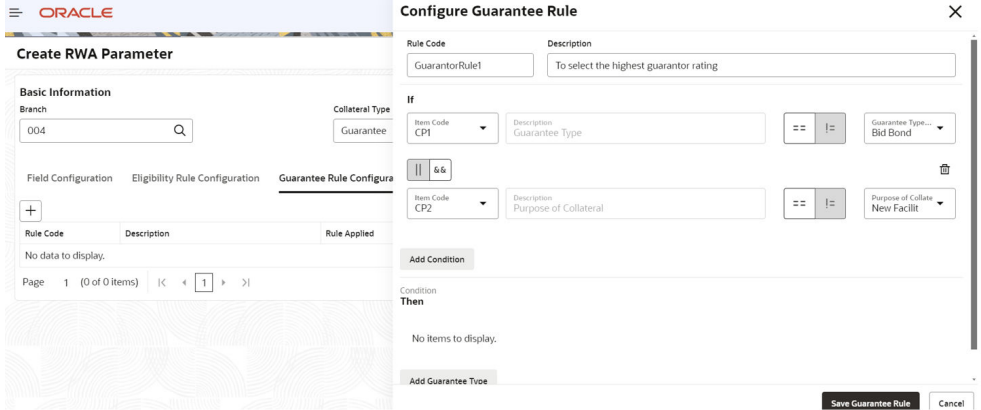 ORACLE
Create RWA Parameter
Basic Information
Branch
Collateral Type
004
Guarantee
Field Configuration Eligibility Rule Configuration Guarantee Rule Configura
+
Rule Code Description Rule Applied
No data to display.
Page 1 (0 of 0 items) 1
Configure Guarantee Rule
Rule Code Description
GuarantorRule1 To select the highest guarantor rating
If
Item Code Description Guarantee Type...
CP1 Guarantee Type == != Bid Bond
|| &&
Item Code Description Purpose of Collate
CP2 Purpose of Collateral == != New Facilit
Add Condition
Condition
Then
No items to display.
Add Guarantee Type
Save Guarantee Rule Cancel